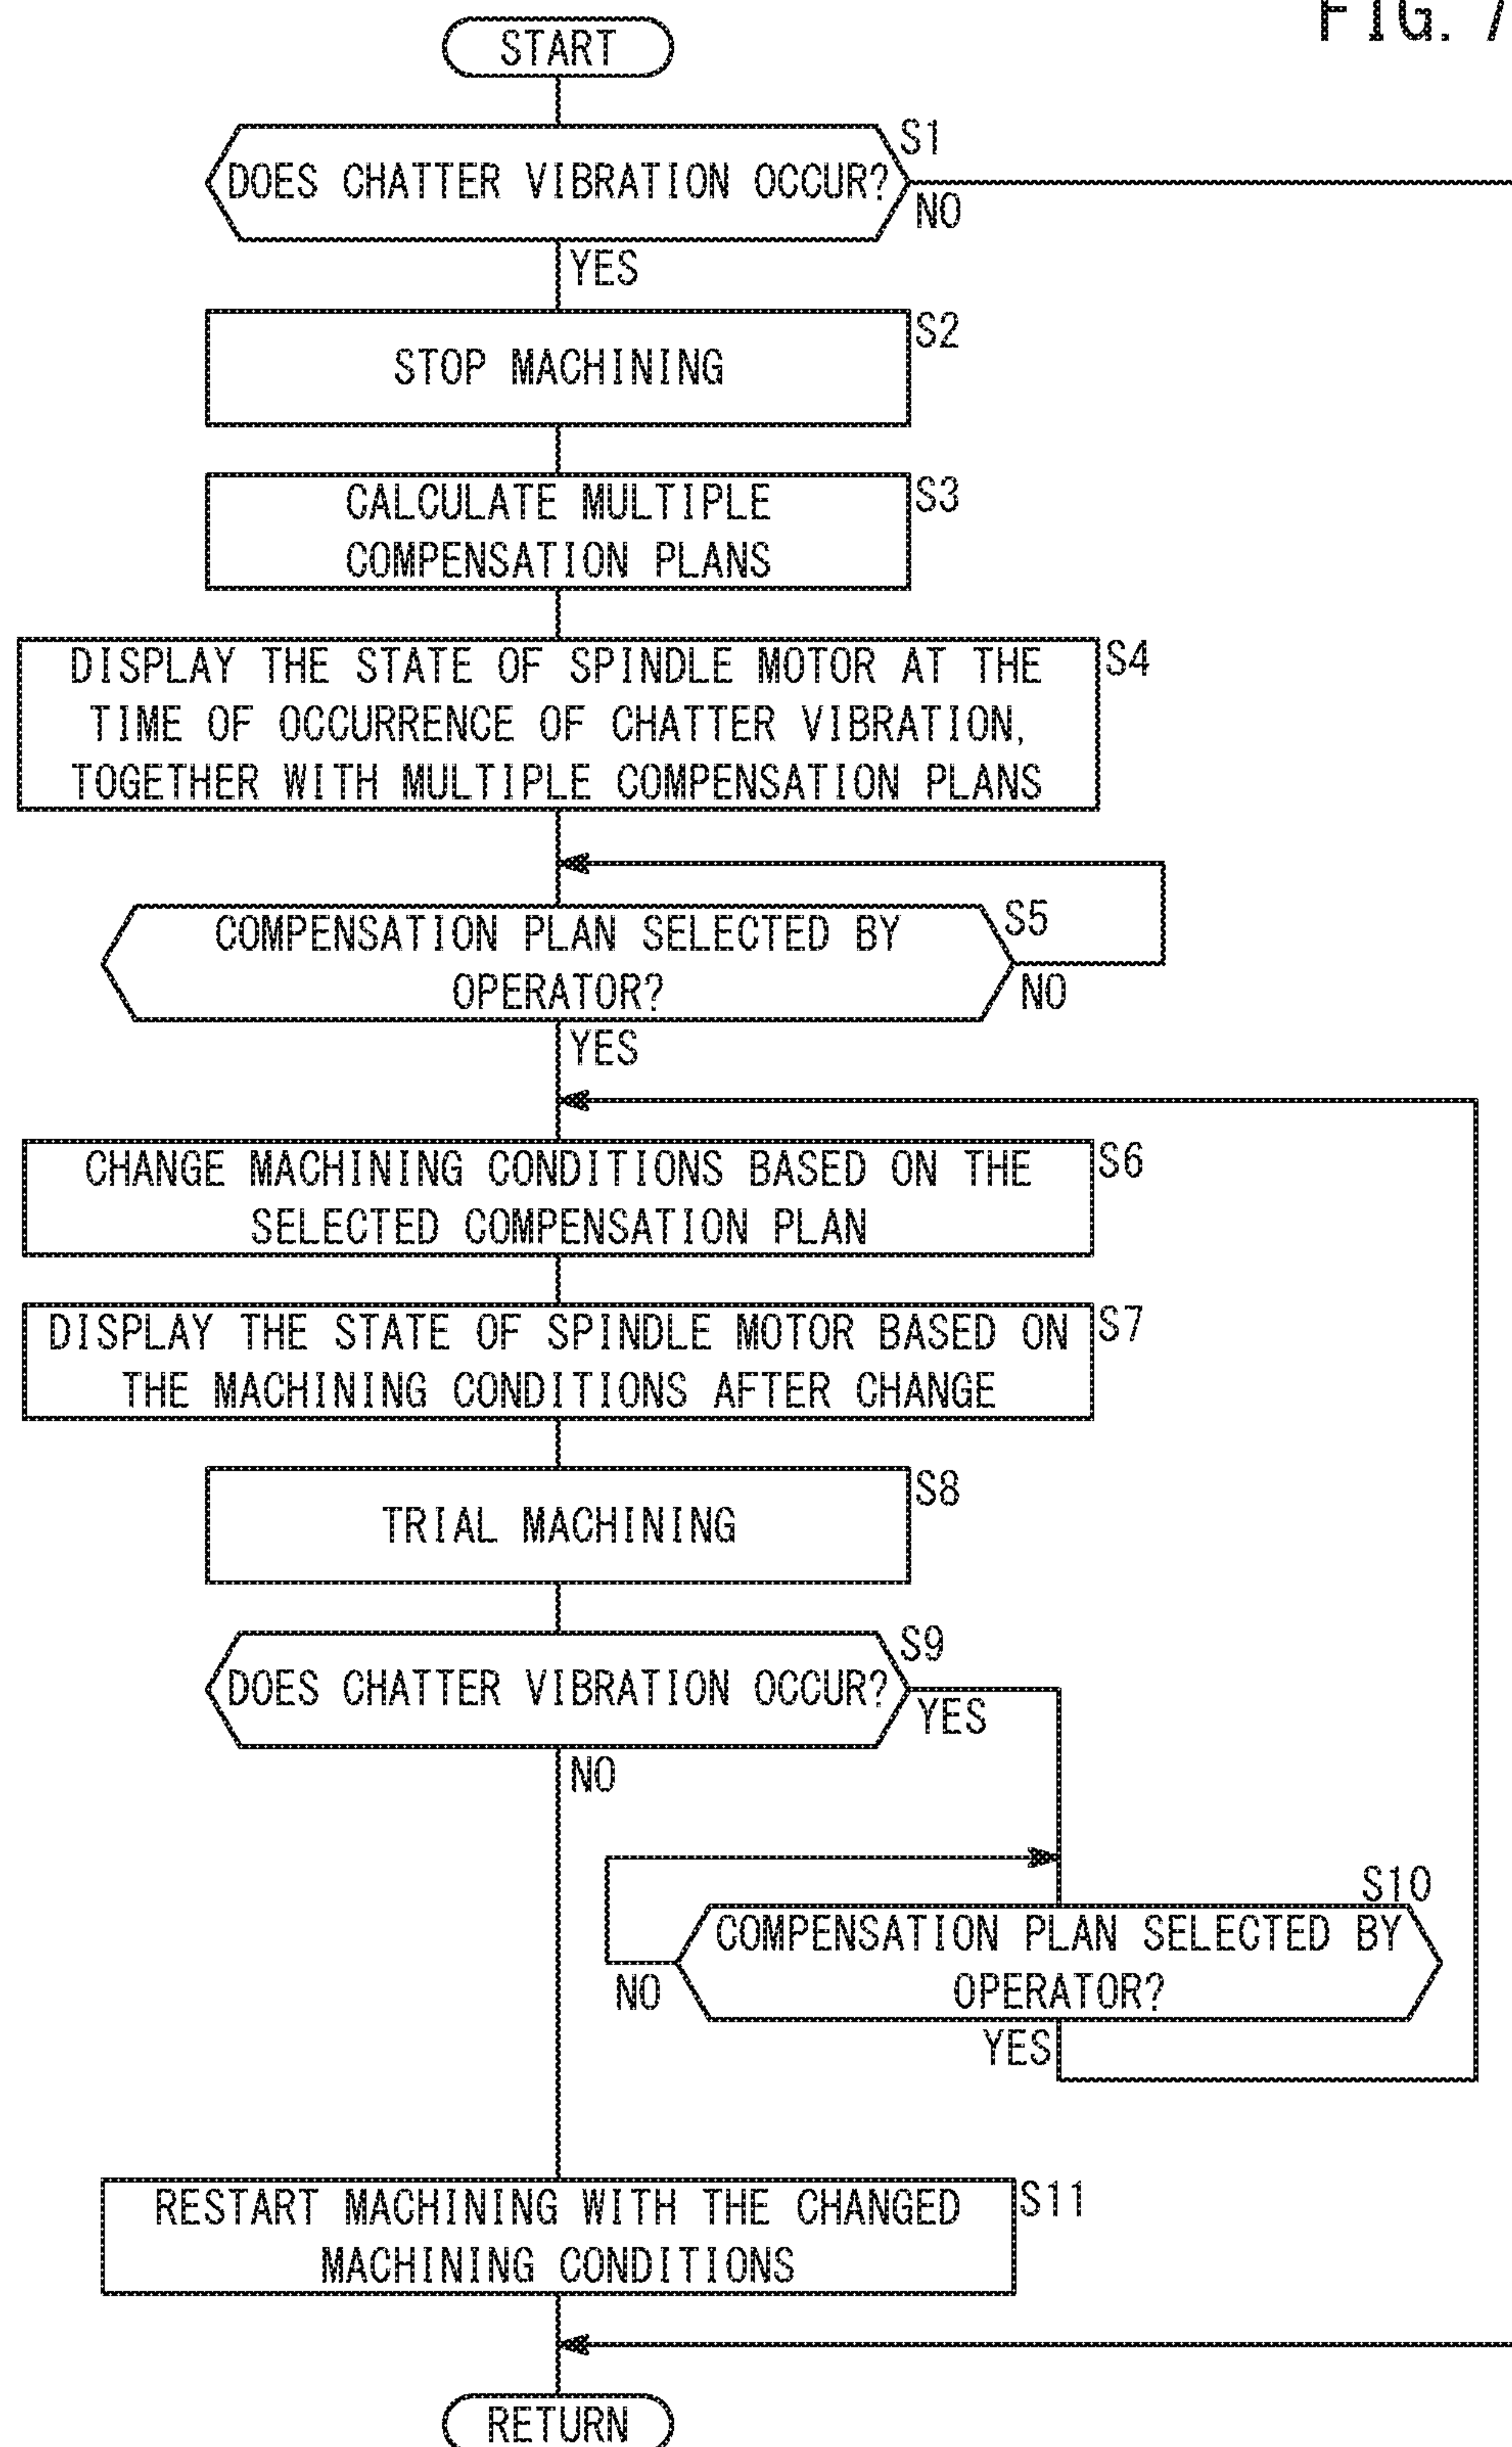 FIG. 7
START
S1
DOES CHATTER VIBRATION OCCUR?
NO
YES
S2
STOP MACHINING
S3
CALCULATE MULTIPLE
COMPENSATION PLANS
S4
DISPLAY THE STATE OF SPINDLE MOTOR AT THE
TIME OF OCCURRENCE OF CHATTER VIBRATION,
TOGETHER WITH MULTIPLE COMPENSATION PLANS
S5
COMPENSATION PLAN SELECTED BY
OPERATOR?
NO
YES
S6
CHANGE MACHINING CONDITIONS BASED ON THE
SELECTED COMPENSATION PLAN
S7
DISPLAY THE STATE OF SPINDLE MOTOR BASED ON
THE MACHINING CONDITIONS AFTER CHANGE
S8
TRIAL MACHINING
S9
DOES CHATTER VIBRATION OCCUR?
YES
NO
S10
COMPENSATION PLAN SELECTED BY
OPERATOR?
NO
YES
S11
RESTART MACHINING WITH THE CHANGED
MACHINING CONDITIONS
RETURN